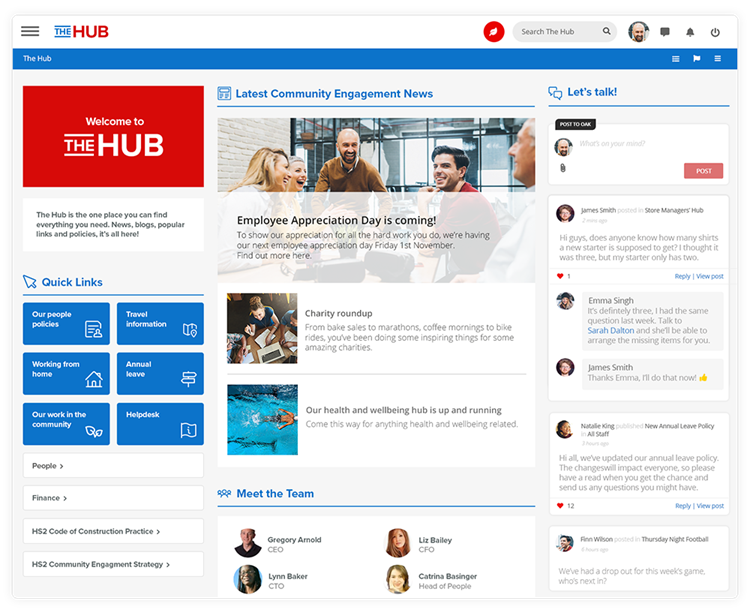 THE HUB
Search The Hub
The Hub
Welcome to
THE HUB
The Hub is the one place you can find
everything you need. News, blogs, popular
links and policies, it's all here!
Quick Links
Our people
policies
Travel
information
Working from
home
Annual
leave
Our work in the
community
Helpdesk
People >
Finance >
HS2 Code of Construction Practice >
HS2 Community Engagment Strategy >
Latest Community Engagement News
Employee Appreciation Day is coming!
To show our appreciation for all the hard work you do, we're having
our next employee appreciation day Friday 1st November.
Find out more here.
Charity roundup
From bake sales to marathons, coffee mornings to bike
rides, you've been doing some inspiring things for some
amazing charities.
Our health and wellbeing hub is up and running
Come this way for anything health and wellbeing related.
Meet the Team
Gregory Arnold
CEO
Liz Bailey
CFO
Lynn Baker
CTO
Catrina Basinger
Head of People
Let's talk!
POST TO OAK
What's on your mind?
POST
James Smith posted in Store Managers' Hub
2 mins ago
Hi guys, does anyone know how many shirts
a new starter is supposed to get? I thought it
was three, but my starter only has two.
1
Reply | View post
Emma Singh
It's defintely three, I had the same
question last week. Talk to
Sarah Dalton and she'll be able to
arrange the missing items for you.
James Smith
Thanks Emma, I'll do that now! 👍
Natalie King published New Annual Leave Policy
in All Staff
2 hours ago
Hi all, we've updated our annual leave policy.
The changeswill impact everyone, so please
have a read when you get the chance and
send us any questions you might have.
12
Reply | View post
Finn Wilson posted in Thursday Night Football
6 hours ago
We've had a drop out for this week's game,
who's next in?